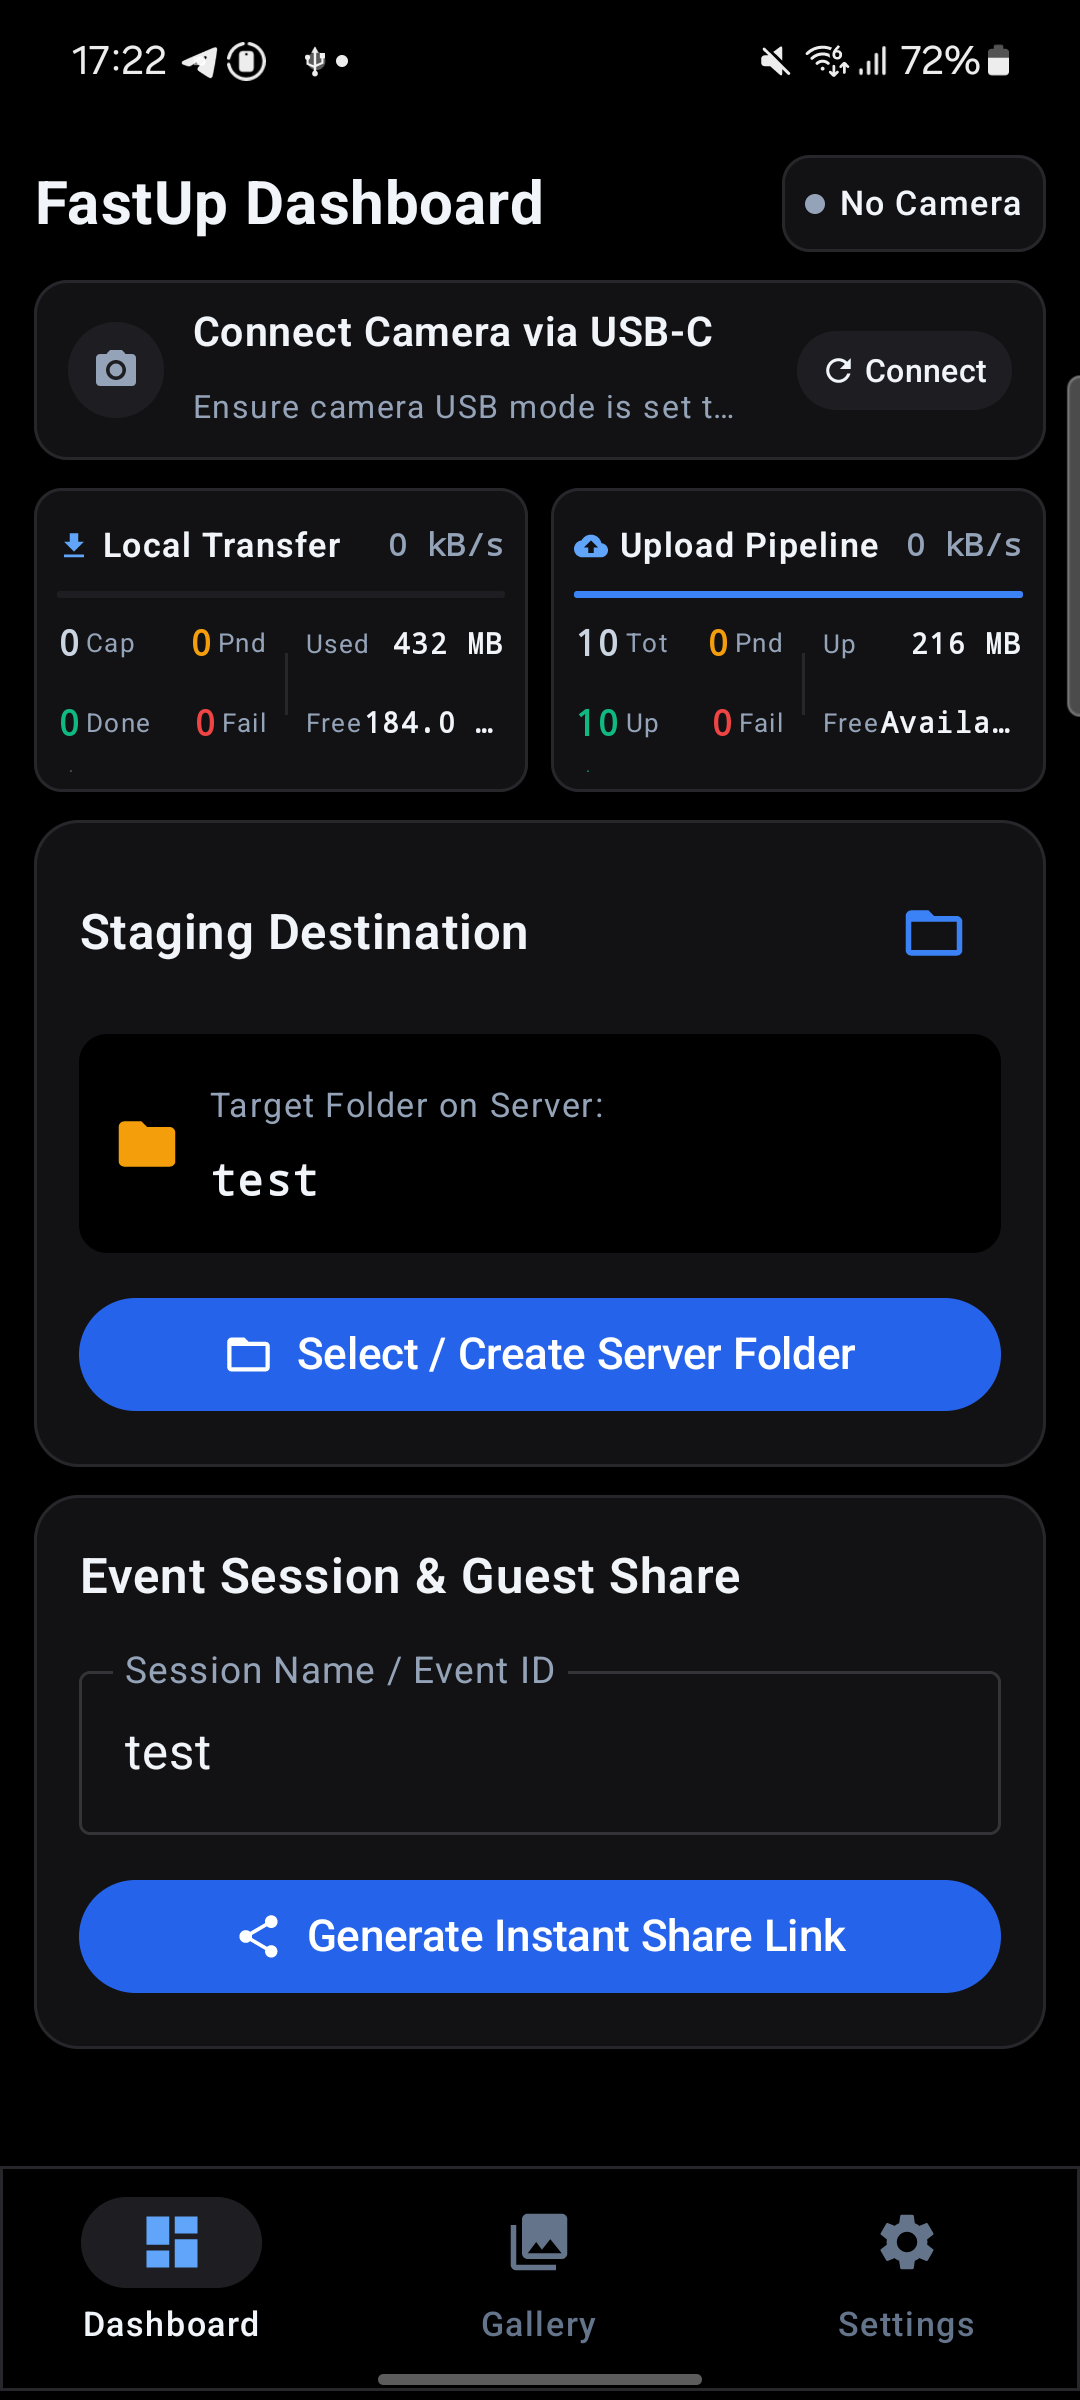 17:22
72%
FastUp Dashboard
No Camera
Connect Camera via USB-C
Ensure camera USB mode is set t…
Connect
Local Transfer 0 kB/s
0 Cap 0 Pnd Used 432 MB
0 Done 0 Fail Free 184.0 …
Upload Pipeline 0 kB/s
10 Tot 0 Pnd Up 216 MB
10 Up 0 Fail Free Availa…
Staging Destination
Target Folder on Server:
test
Select / Create Server Folder
Event Session & Guest Share
Session Name / Event ID
test
Generate Instant Share Link
Dashboard Gallery Settings